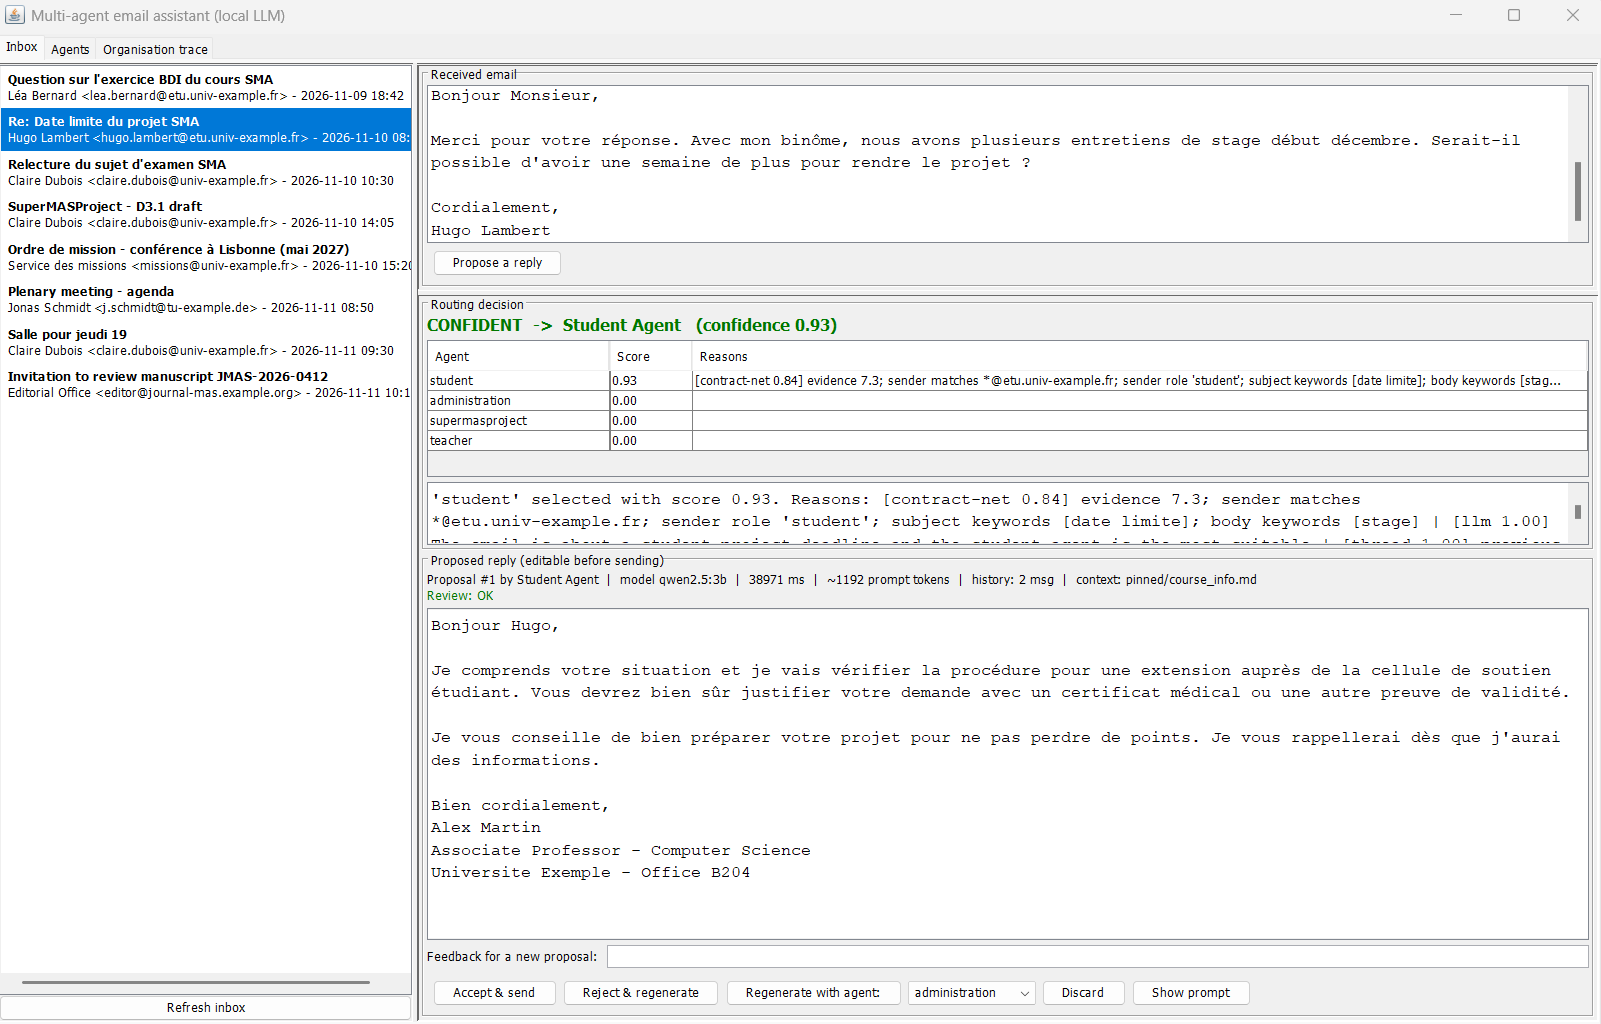 Multi-agent email assistant (local LLM)
Inbox
Agents
Organisation trace
Question sur l'exercice BDI du cours SMA
Léa Bernard <lea.bernard@etu.univ-example.fr> - 2026-11-09 18:42
Re: Date limite du projet SMA
Hugo Lambert <hugo.lambert@etu.univ-example.fr> - 2026-11-10 08:
Relecture du sujet d'examen SMA
Claire Dubois <claire.dubois@univ-example.fr> - 2026-11-10 10:30
SuperMASProject - D3.1 draft
Claire Dubois <claire.dubois@univ-example.fr> - 2026-11-10 14:05
Ordre de mission - conférence à Lisbonne (mai 2027)
Service des missions <missions@univ-example.fr> - 2026-11-10 15:20
Plenary meeting - agenda
Jonas Schmidt <j.schmidt@tu-example.de> - 2026-11-11 08:50
Salle pour jeudi 19
Claire Dubois <claire.dubois@univ-example.fr> - 2026-11-11 09:30
Invitation to review manuscript JMAS-2026-0412
Editorial Office <editor@journal-mas.example.org> - 2026-11-11 10:1
Refresh inbox
Received email
Bonjour Monsieur,
Merci pour votre réponse. Avec mon binôme, nous avons plusieurs entretiens de stage début décembre. Serait-il
possible d'avoir une semaine de plus pour rendre le projet ?
Cordialement,
Hugo Lambert
Propose a reply
Routing decision
CONFIDENT -> Student Agent (confidence 0.93)
Agent Score Reasons
student 0.93 [contract-net 0.84] evidence 7.3; sender matches *@etu.univ-example.fr; sender role 'student'; subject keywords [date limite]; body keywords [stag...
administration 0.00
supermasproject 0.00
teacher 0.00
'student' selected with score 0.93. Reasons: [contract-net 0.84] evidence 7.3; sender matches
*@etu.univ-example.fr; sender role 'student'; subject keywords [date limite]; body keywords [stage] | [llm 1.00]
The email is about a student project deadline and the student agent is the most suitable | [thread 1.00] previous
Proposed reply (editable before sending)
Proposal #1 by Student Agent | model qwen2.5:3b | 38971 ms | ~1192 prompt tokens | history: 2 msg | context: pinned/course_info.md
Review: OK
Bonjour Hugo,
Je comprends votre situation et je vais vérifier la procédure pour une extension auprès de la cellule de soutien
étudiant. Vous devrez bien sûr justifier votre demande avec un certificat médical ou une autre preuve de validité.
Je vous conseille de bien préparer votre projet pour ne pas perdre de points. Je vous rappellerai dès que j'aurai
des informations.
Bien cordialement,
Alex Martin
Associate Professor - Computer Science
Universite Exemple - Office B204
Feedback for a new proposal:
Accept & send
Reject & regenerate
Regenerate with agent:
administration
Discard
Show prompt